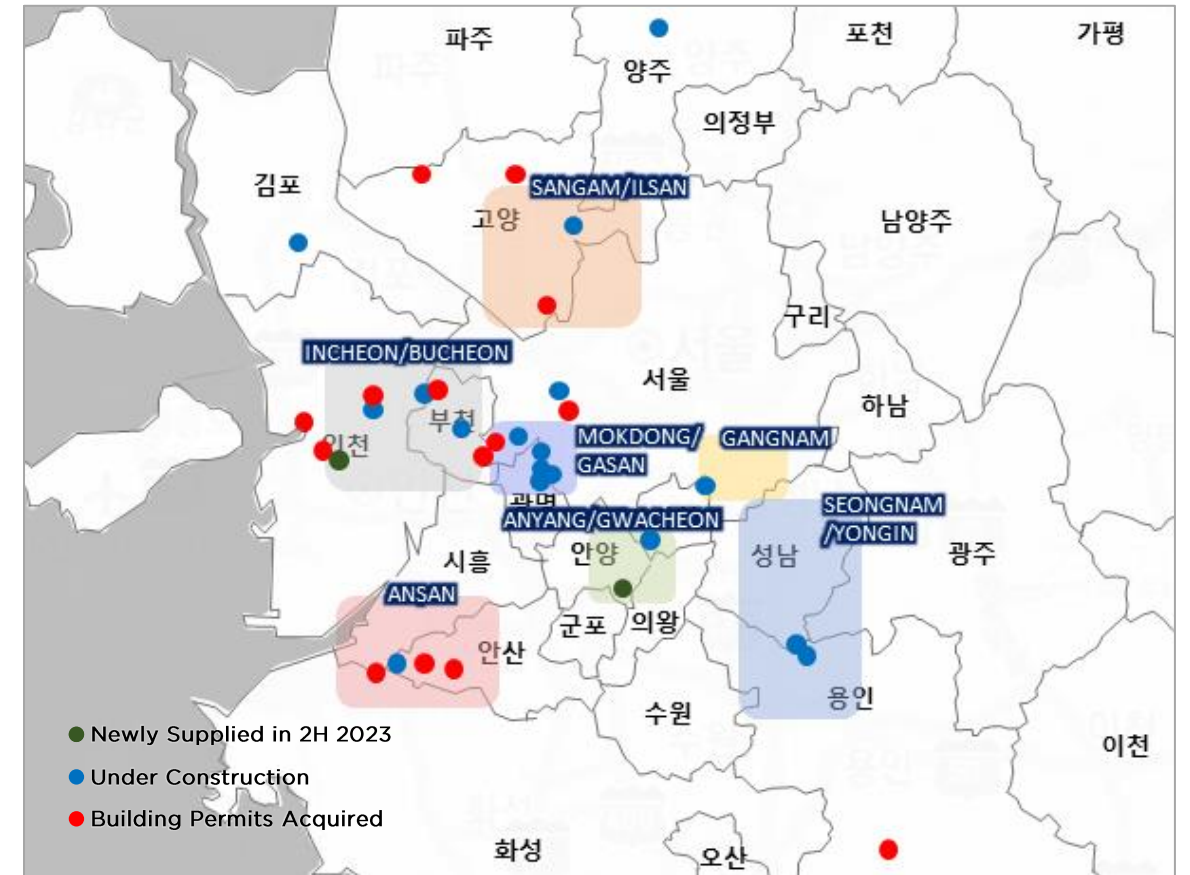 파주
양주
포천
가평
의정부
김포
SANGAM/ILSAN
고양
남양주
구리
INCHEON/BUCHEON
서울
하남
부천
인천
MOKDONG/
GASAN
GANGNAM
광명
ANYANG/GWACHEON
SEONGNAM
/YONGIN
시흥
안양
성남
광주
ANSAN
군포
의왕
안산
용인
수원
이천
Newly Supplied in 2H 2023
Under Construction
Building Permits Acquired
화성
오산